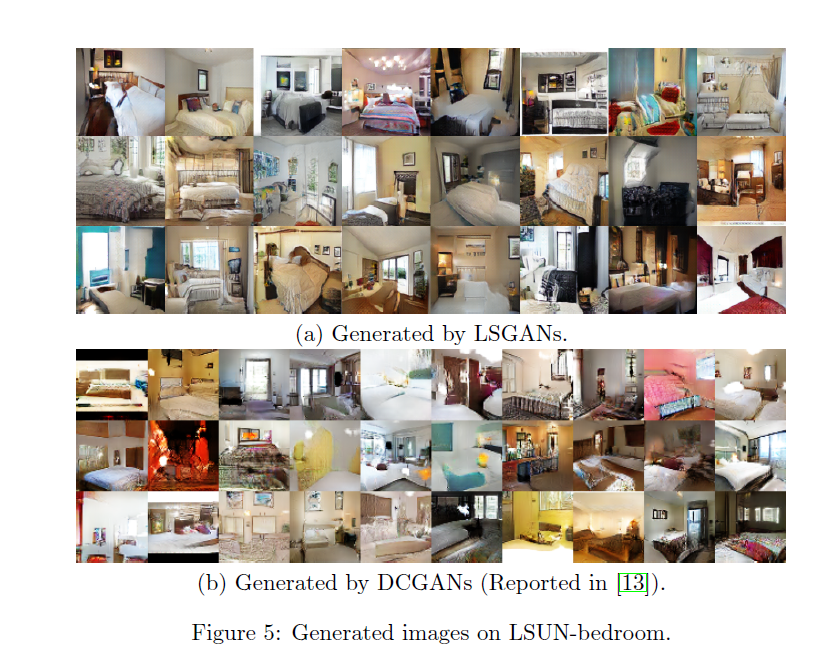 (a) Generated by LSGANs.
(b) Generated by DCGANs (Reported in [13]).
Figure 5: Generated images on LSUN-bedroom.